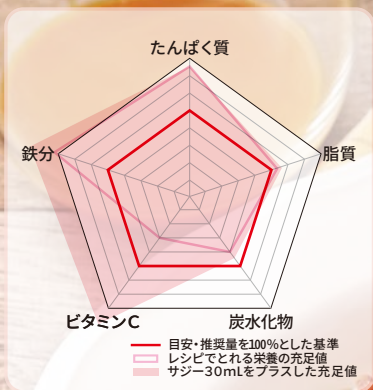 たんぱく質
鉄分
脂質
ビタミンC
炭水化物
目安・推奨量を100%とした基準
レシピでとれる栄養の充足値
サジー30mLをプラスした充足値